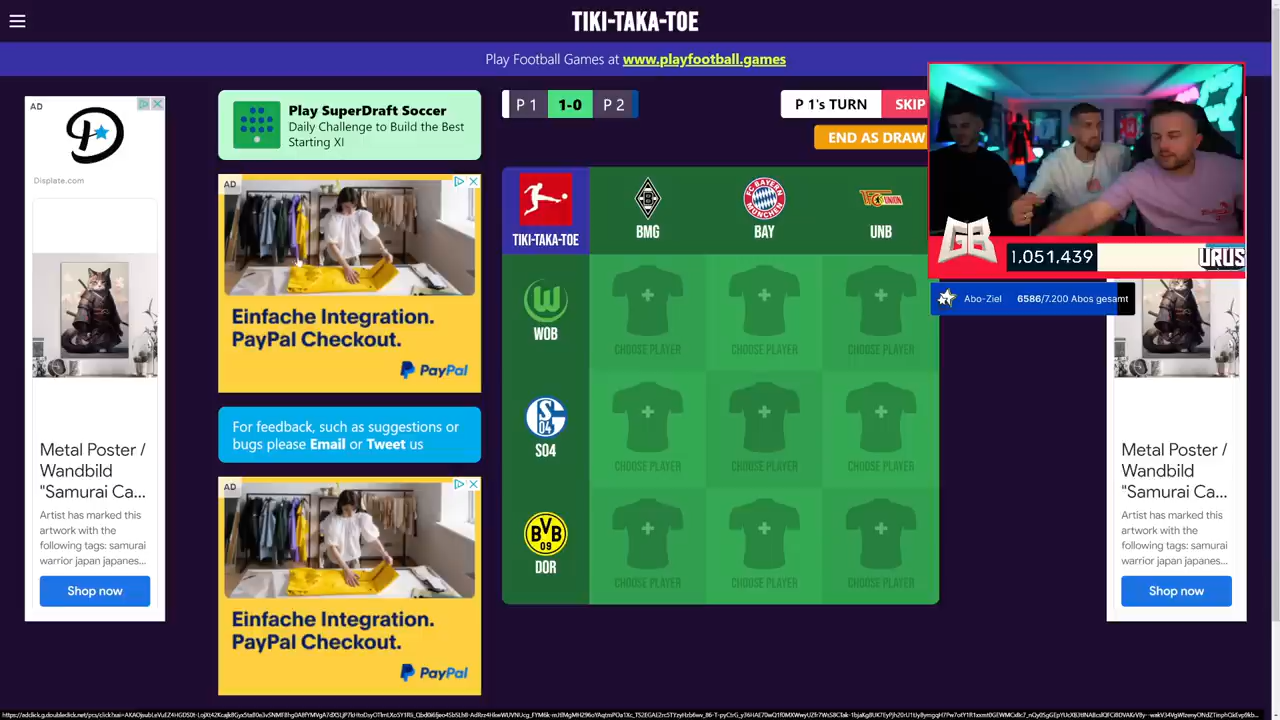 TIKI-TAKA-TOE
Play Football Games at www.playfootball.games
AD
Displate.com
Metal Poster /
Wandbild
"Samurai Ca...
Artist has marked this
artwork with the
following tags: samurai
warrior japan japanes...
Shop now
Play SuperDraft Soccer
Daily Challenge to Build the Best
Starting XI
AD
Einfache Integration.
PayPal Checkout.
PayPal
For feedback, such as suggestions or
bugs please Email or Tweet us
AD
Einfache Integration.
PayPal Checkout.
PayPal
P 1 1-0 P 2
P 1's TURN SKIP
END AS DRAW
TIKI-TAKA-TOE BMG BAY UNB
WOB CHOOSE PLAYER CHOOSE PLAYER CHOOSE PLAYER
S04 CHOOSE PLAYER CHOOSE PLAYER CHOOSE PLAYER
DOR CHOOSE PLAYER CHOOSE PLAYER CHOOSE PLAYER
GB 1,051,439 URUS
Abo-Ziel 6586/7.200 Abos gesamt
Metal Poster /
Wandbild
"Samurai Ca...
Artist has marked this
artwork with the
following tags: samurai
warrior japan japanes...
Shop now